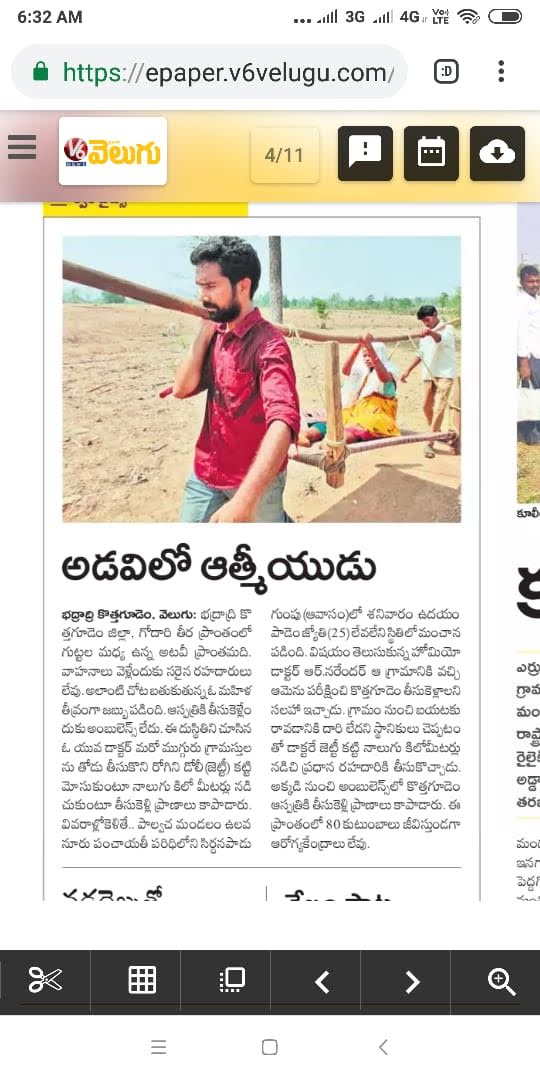 6:32 AM
3G
4G
Vo)
LTE
https://epaper.v6velugu.com/
:D
V6
NEWS
వెలుగు
4/11
అడవిలో ఆత్మీయుడు
భద్రాద్రి కొత్తగూడెం, వెలుగు: భద్రాద్రి కొ
త్తగూడెం జిల్లా, గోదారి తీర ప్రాంతంలో
గుట్టల మధ్య ఉన్న అటవీ ప్రాంతమది.
వాహనాలు వెళ్లేందుకు సరైన రహదారులు
లేవు. అలాంటి చోట బతుకుతున్న ఓ మహిళ
తీవ్రంగా జబ్బు పడింది. ఆస్పత్రికి తీసుకెళ్లేం
దుకు అంబులెన్స్ లేదు. ఈ దుస్థితిని చూసిన
ఓ యువ డాక్టర్ మరో ముగ్గురు గ్రామస్తుల
ను తోడు తీసుకొని రోగిని డోలీ(జెట్టీ) కట్టి
మోసుకుంటూ నాలుగు కిలో మీటర్లు నడి
చుకుంటూ తీసుకెళ్లి ప్రాణాలు కాపాడారు.
వివరాల్లోకెళితే.. పాల్వంచ మండలం ఉలవ
నూరు పంచాయతీ పరిధిలోని సిర్థనపాడు
గుంపు(ఆవాసం)లో శనివారం ఉదయం
పాడెం జ్యోతి(25) లేవలేని స్థితిలో మంచాన
పడింది. విషయం తెలుసుకున్న హోమియో
డాక్టర్ ఆర్.నరేందర్ ఆ గ్రామానికి వచ్చి
ఆమెను పరీక్షించి కొత్తగూడెం తీసుకెళ్లాలని
సలహా ఇచ్చాడు. గ్రామం నుంచి బయటకు
రావడానికి దారి లేదని స్థానికులు చెప్పటం
తో డాక్టరే జెట్టీ కట్టి నాలుగు కిలోమీటర్లు
నడిచి ప్రధాన రహదారికి తీసుకొచ్చాడు.
అక్కడి నుంచి అంబులెన్స్‌లో కొత్తగూడెం
ఆస్పత్రికి తీసుకెళ్లి ప్రాణాలు కాపాడారు. ఈ
ప్రాంతంలో 80 కుటుంబాలు జీవిస్తుండగా
ఆరోగ్యకేంద్రాలు లేవు.